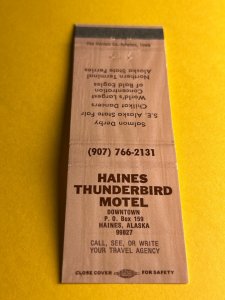 HAINES
THUNDERBIRD
MOTEL
DOWNTOWN
P. O. Box 159
HAINES, ALASKA
99827
CALL, SEE, OR WRITE
YOUR TRAVEL AGENCY
CLOSE COVER
FOR SAFETY
(907) 766-2131
Salmon Derby
S.E. Alaska State Fair
Chilkat Dancers
World's Largest
Concentration
of Bald Eagles
Northern Terminal
Alaska State Ferries